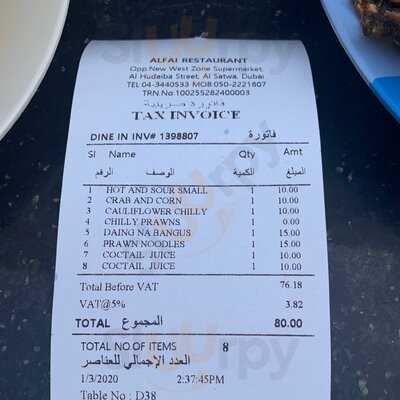 ALFAI RESTAURANT
Opp.New West Zone Supermarket
Al Hudaiba Street, Al Satwa, Dubai
TEL 04-3440533 MOB 050-2221807
TRN No.100255282400003
فاتورة ضريبية
TAX INVOICE
DINE IN INV# 1398807 فاتورة
Sl Name Qty Amt
الرقم الوصف الكمية المبلغ
1 HOT AND SOUR SMALL 1 10.00
2 CRAB AND CORN 1 10.00
3 CAULIFLOWER CHILLY 1 10.00
4 CHILLY PRAWNS 1 0.00
5 DAING NA BANGUS 1 15.00
6 PRAWN NOODLES 1 15.00
7 COCTAIL JUICE 1 10.00
8 COCTAIL JUICE 1 10.00
Total Before VAT 76.18
VAT@5% 3.82
TOTAL المجموع 80.00
TOTAL NO OF ITEMS 8
العدد الإجمالي للعناصر
1/3/2020 2:37:45PM
Table No : D38